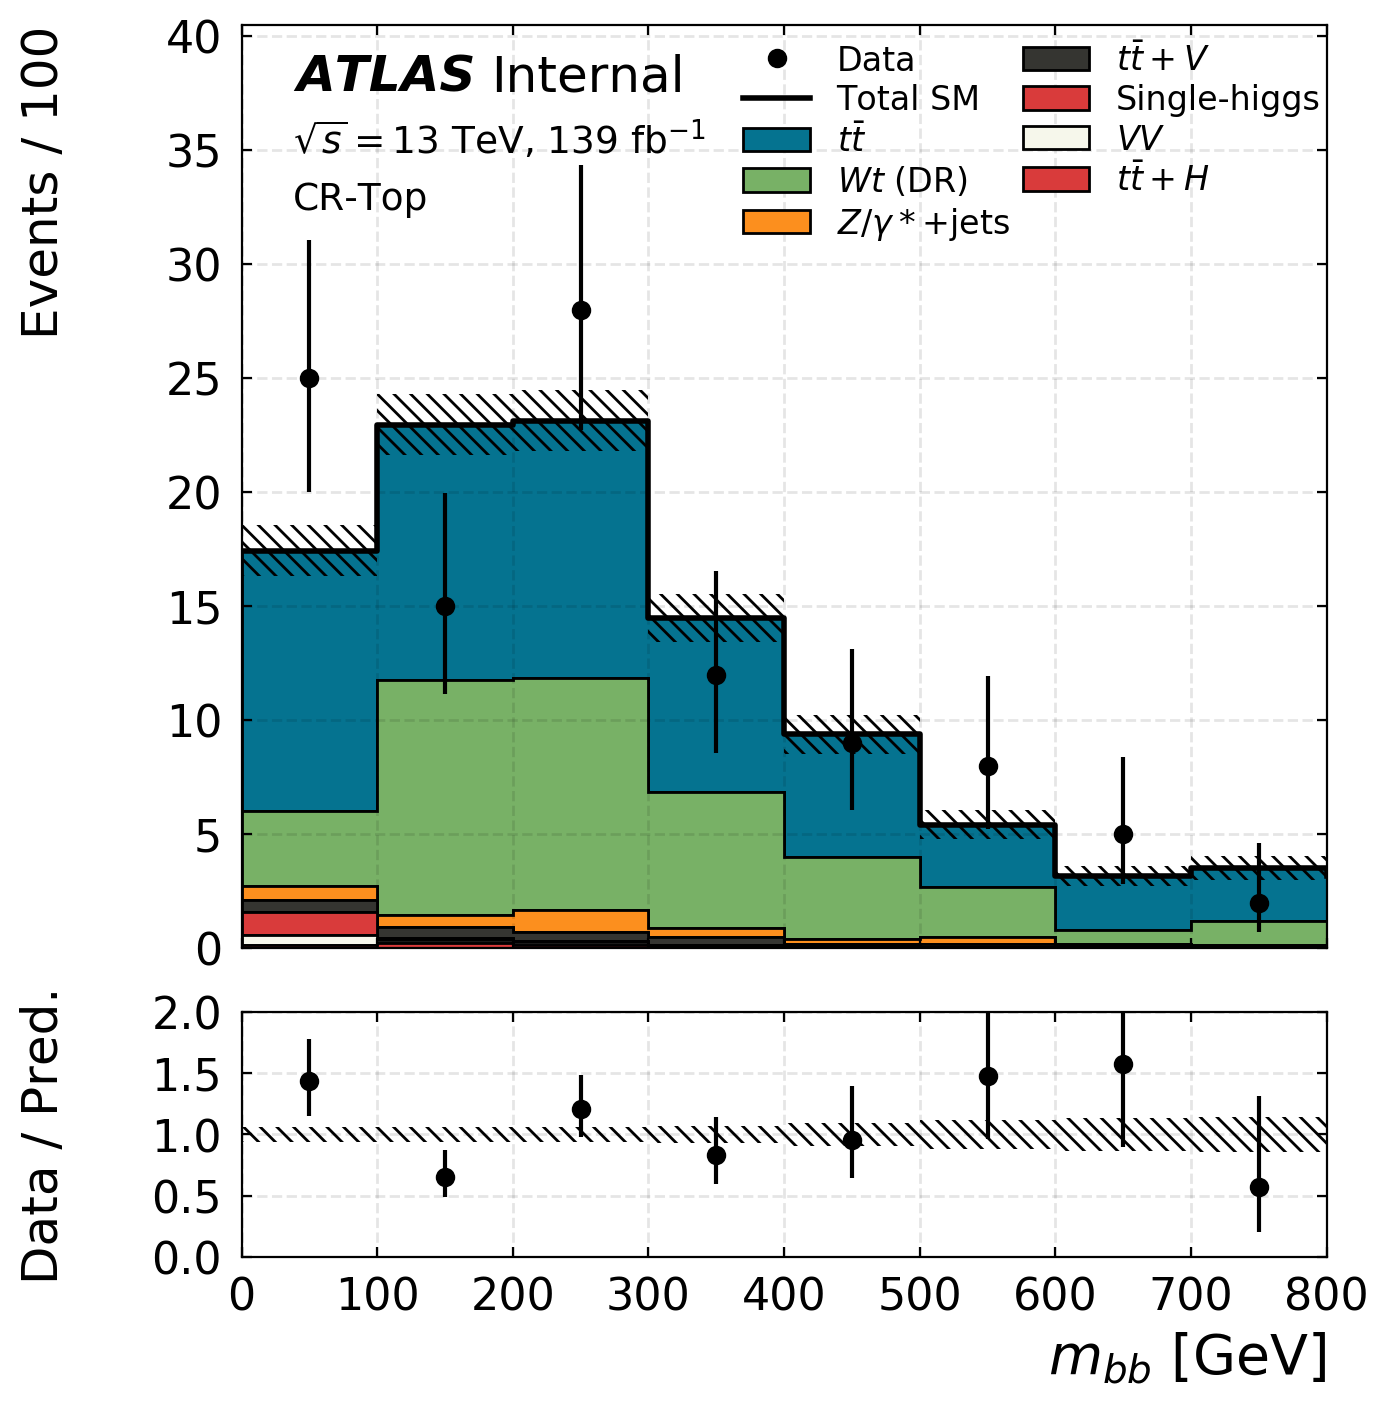 Events / 100
40
35
30
25
20
15
10
5
0
ATLAS Internal
√s = 13 TeV, 139 fb⁻¹
CR-Top
Data
Total SM
tt̄
Wt (DR)
Z/γ*+jets
tt̄ + V
Single-higgs
VV
tt̄ + H
Data / Pred.
2.0
1.5
1.0
0.5
0.0
0 100 200 300 400 500 600 700 800
m_bb [GeV]